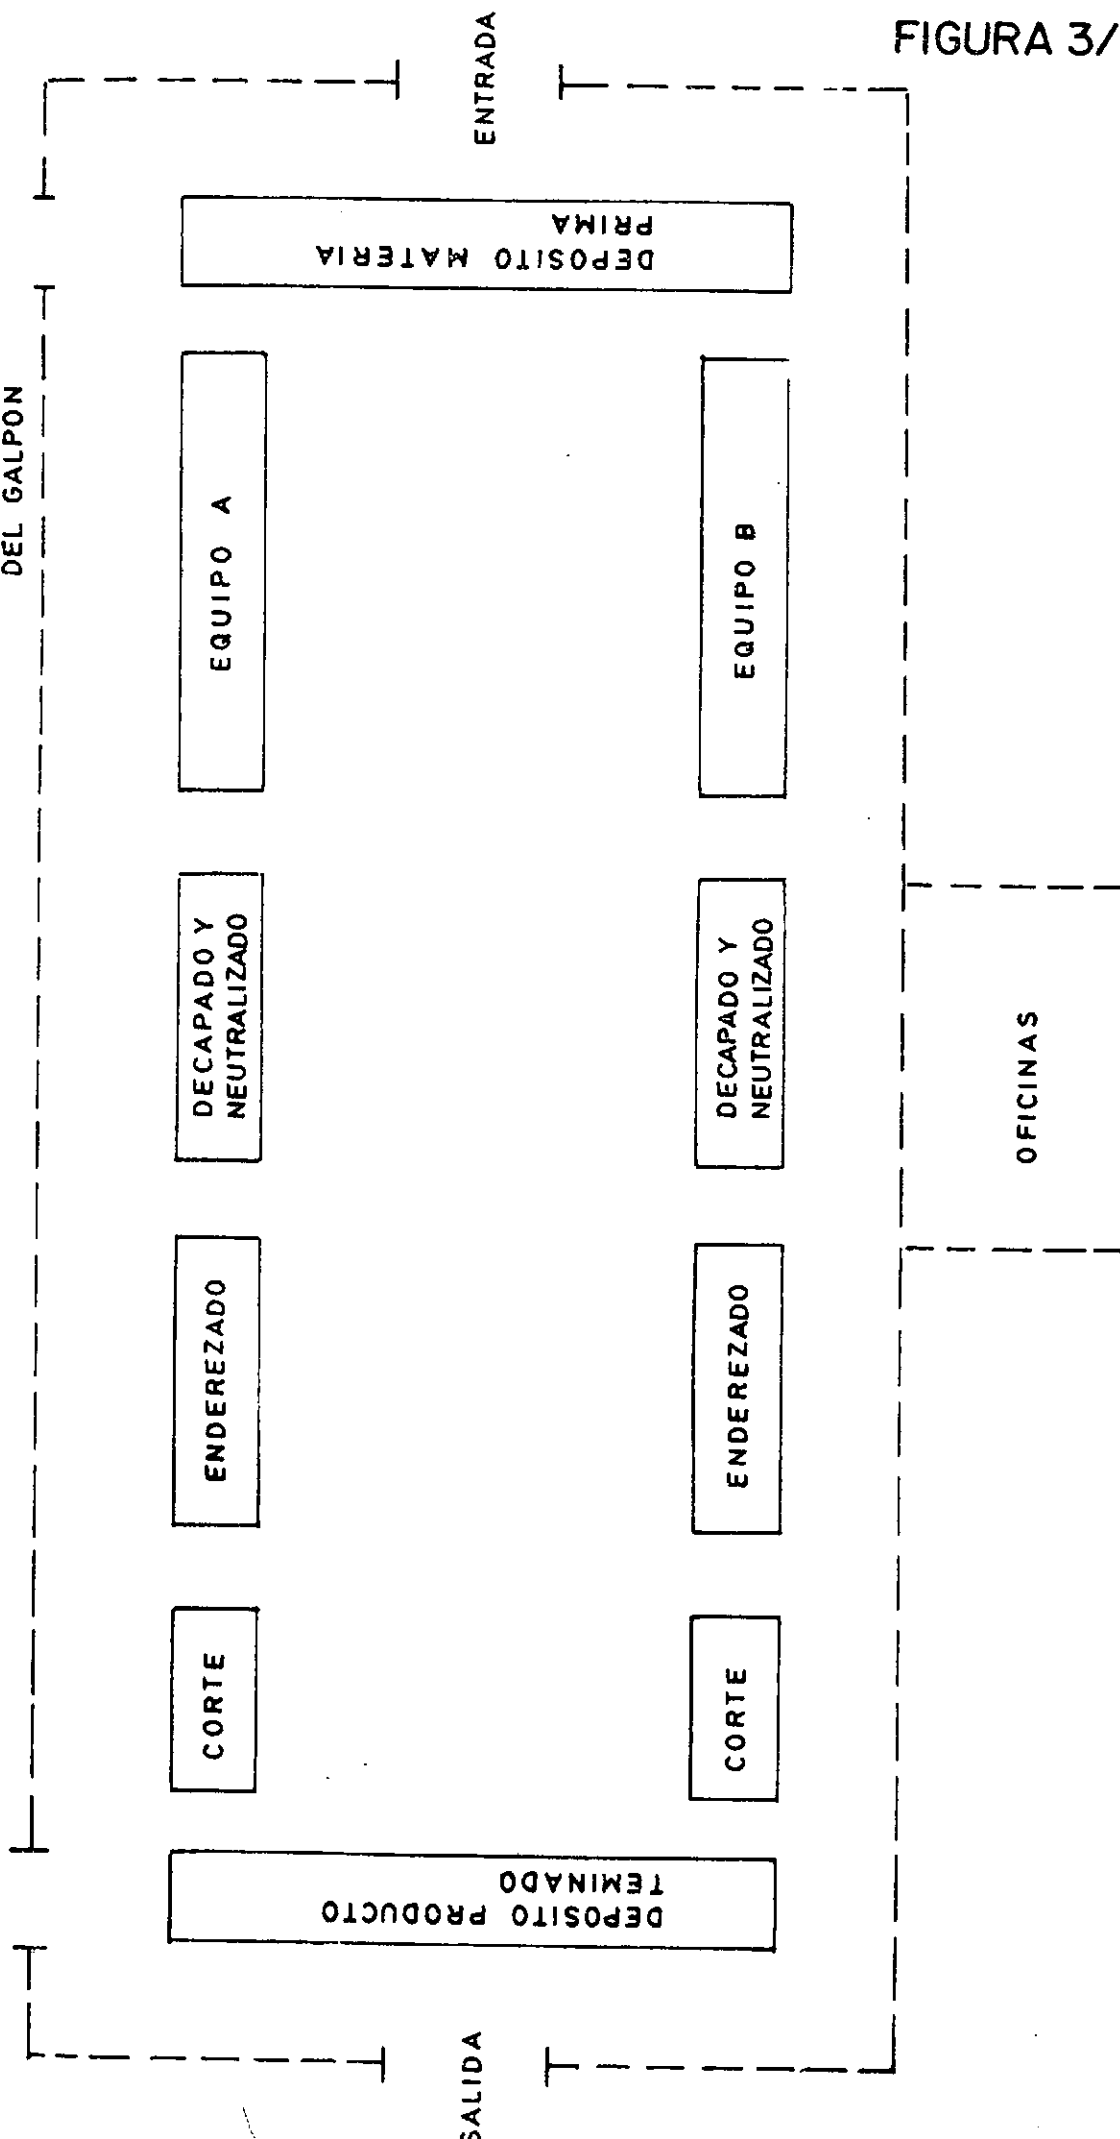 FIGURA 3/
ENTRADA
DEPOSITO MATERIA
PRIMA
DEL GALPON
EQUIPO A
EQUIPO B
DECAPADO Y
NEUTRALIZADO
DECAPADO Y
NEUTRALIZADO
OFICINAS
ENDEREZADO
ENDEREZADO
CORTE
CORTE
DEPOSITO PRODUCTO
TEMINADO
SALIDA